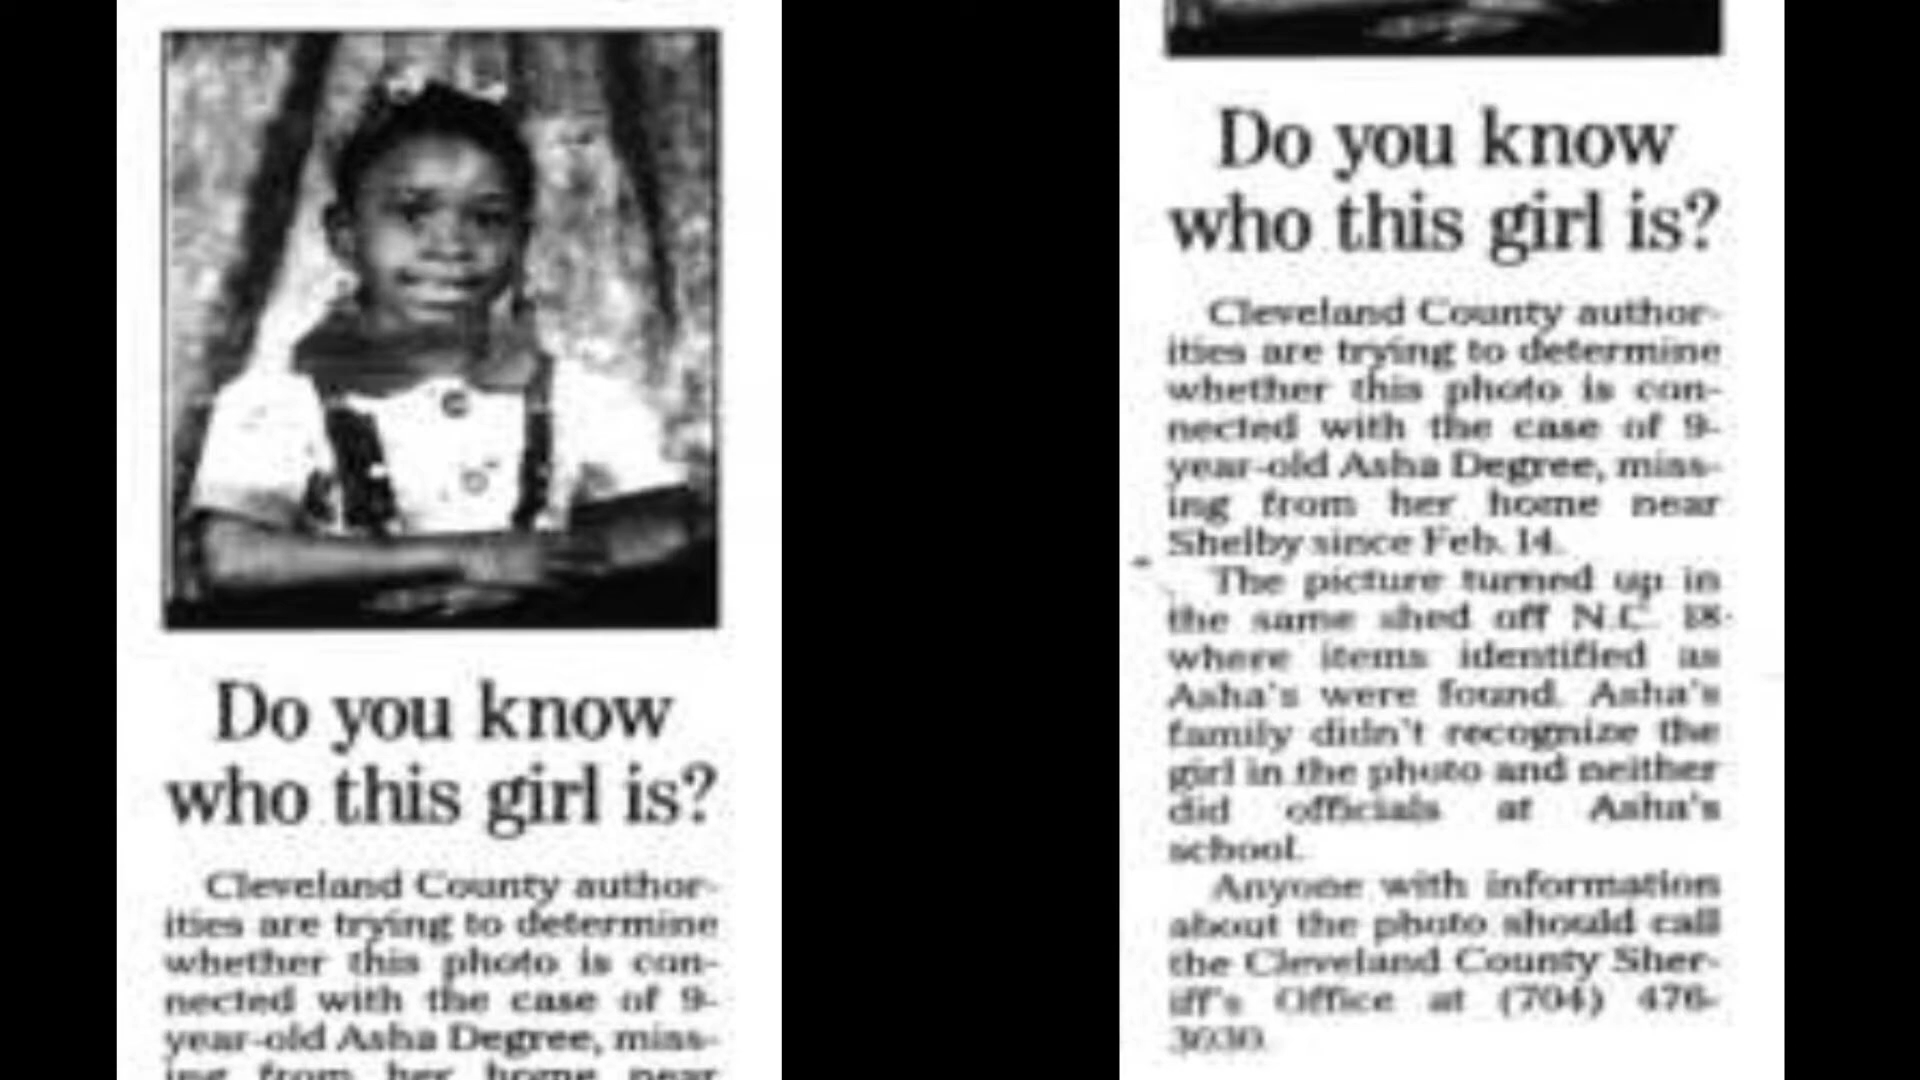 Do you know
who this girl is?
Cleveland County author-
ities are trying to determine
whether this photo is con-
nected with the case of 9-
year-old Asha Degree, miss-
ing from her home near
Do you know
who this girl is?
Cleveland County author-
ities are trying to determine
whether this photo is con-
nected with the case of 9-
year-old Asha Degree, miss-
ing from her home near
Shelby since Feb. 14.
The picture turned up in
the same shed off N.C. 18
where items identified as
Asha's were found. Asha's
family didn't recognize the
girl in the photo and neither
did officials at Asha's
school.
Anyone with information
about the photo should call
the Cleveland County Sher-
iff's Office at (704) 476-
3030.